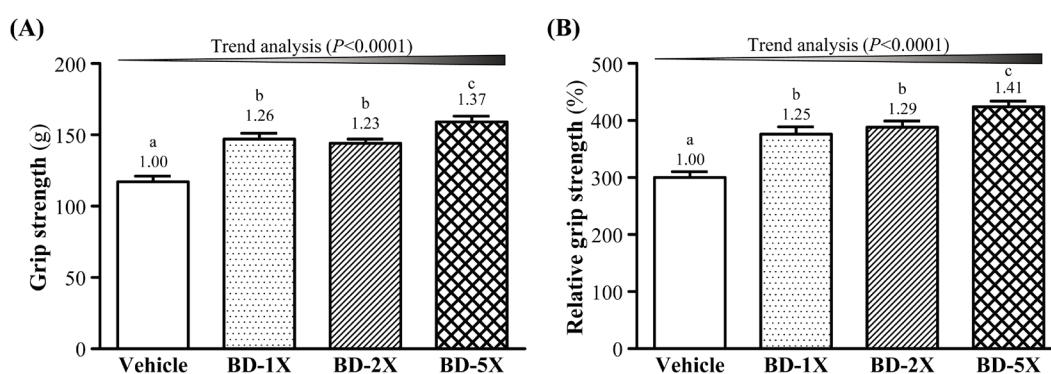 (A)
Trend analysis (P<0.0001)
Grip strength (g)
200
150
100
50
0
a
1.00
b
1.26
b
1.23
c
1.37
Vehicle BD-1X BD-2X BD-5X
(B)
Trend analysis (P<0.0001)
Relative grip strength (%)
500
400
300
200
100
0
a
1.00
b
1.25
b
1.29
c
1.41
Vehicle BD-1X BD-2X BD-5X